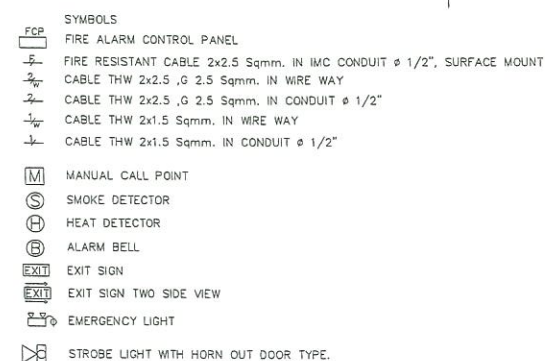 SYMBOLS
FCP FIRE ALARM CONTROL PANEL
F FIRE RESISTANT CABLE 2x2.5 Sqmm. IN IMC CONDUIT ø 1/2", SURFACE MOUNT
2/w CABLE THW 2x2.5 ,G 2.5 Sqmm. IN WIRE WAY
2/ CABLE THW 2x2.5 ,G 2.5 Sqmm. IN CONDUIT ø 1/2"
1/w CABLE THW 2x1.5 Sqmm. IN WIRE WAY
1/ CABLE THW 2x1.5 Sqmm. IN CONDUIT ø 1/2"
M MANUAL CALL POINT
S SMOKE DETECTOR
H HEAT DETECTOR
B ALARM BELL
EXIT EXIT SIGN
EXIT EXIT SIGN TWO SIDE VIEW
EMERGENCY LIGHT
STROBE LIGHT WITH HORN OUT DOOR TYPE.